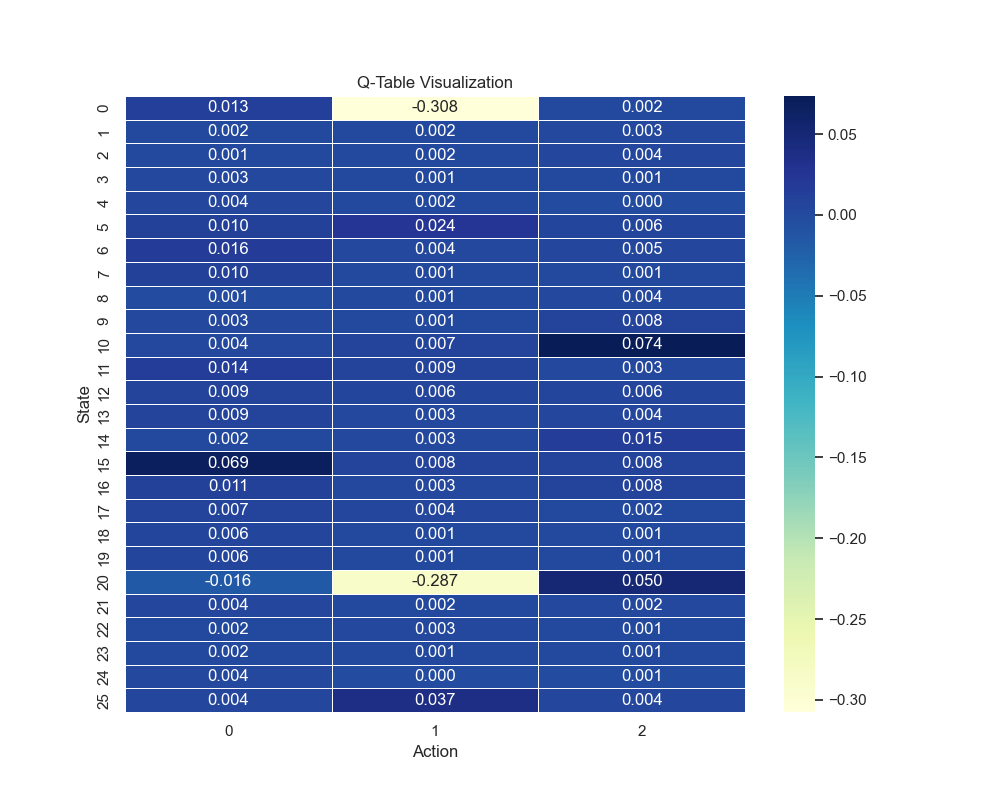 Q-Table Visualization
0 0.013 -0.308 0.002
1 0.002 0.002 0.003
2 0.001 0.002 0.004
3 0.003 0.001 0.001
4 0.004 0.002 0.000
5 0.010 0.024 0.006
6 0.016 0.004 0.005
7 0.010 0.001 0.001
8 0.001 0.001 0.004
9 0.003 0.001 0.008
10 0.004 0.007 0.074
11 0.014 0.009 0.003
12 0.009 0.006 0.006
13 0.009 0.003 0.004
14 0.002 0.003 0.015
15 0.069 0.008 0.008
16 0.011 0.003 0.008
17 0.007 0.004 0.002
18 0.006 0.001 0.001
19 0.006 0.001 0.001
20 -0.016 -0.287 0.050
21 0.004 0.002 0.002
22 0.002 0.003 0.001
23 0.002 0.001 0.001
24 0.004 0.000 0.001
25 0.004 0.037 0.004
State
0 1 2
Action
0.05
0.00
−0.05
−0.10
−0.15
−0.20
−0.25
−0.30